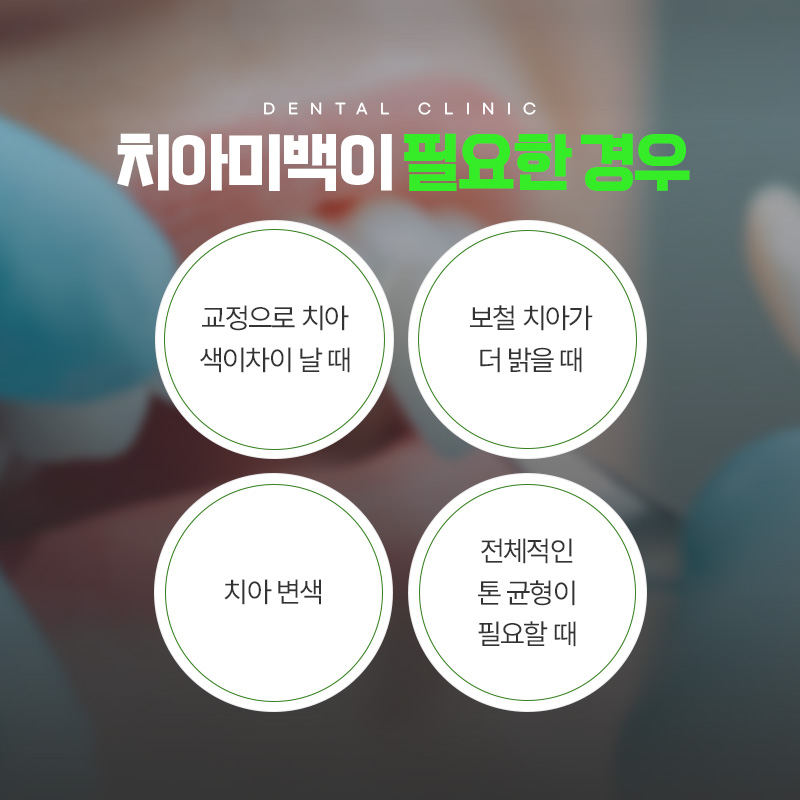 DENTAL CLINIC
치아미백이 필요한 경우
교정으로 치아
색이차이 날 때
보철 치아가
더 밝을 때
치아 변색
전체적인
톤 균형이
필요할 때